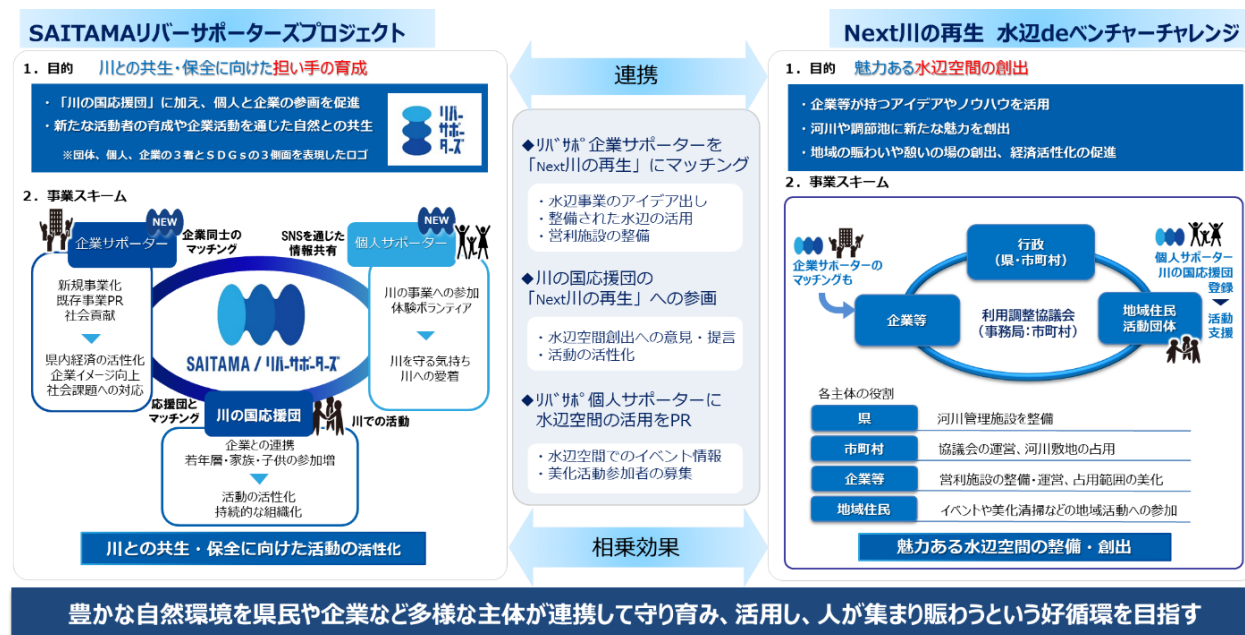 SAITAMAリバーサポーターズプロジェクト
1．目的　川との共生・保全に向けた担い手の育成
・「川の国応援団」に加え、個人と企業の参画を促進
・新たな活動者の育成や企業活動を通じた自然との共生
※団体、個人、企業の３者とＳＤＧｓの３側面を表現したロゴ
リバー
サポー
ターズ
2．事業スキーム
NEW
企業サポーター
企業同士の
マッチング
SNSを通じた
情報共有
NEW
個人サポーター
新規事業化
既存事業PR
社会貢献
県内経済の活性化
企業イメージ向上
社会課題への対応
川の事業への参加
体験ボランティア
川を守る気持ち
川への愛着
SAITAMA / リバーサポーターズ
応援団と
マッチング
川の国応援団
川での活動
企業との連携
若年層・家族・子供の参加増
活動の活性化
持続的な組織化
川との共生・保全に向けた活動の活性化
連携
◆ﾘﾊﾞｻﾎﾟ企業サポーターを
「Next川の再生」にマッチング
・水辺事業のアイデア出し
・整備された水辺の活用
・営利施設の整備
◆川の国応援団の
「Next川の再生」への参画
・水辺空間創出への意見・提言
・活動の活性化
◆ﾘﾊﾞｻﾎﾟ個人サポーターに
水辺空間の活用をPR
・水辺空間でのイベント情報
・美化活動参加者の募集
相乗効果
Next川の再生 水辺deベンチャーチャレンジ
1．目的　魅力ある水辺空間の創出
・企業等が持つアイデアやノウハウを活用
・河川や調節池に新たな魅力を創出
・地域の賑わいや憩いの場の創出、経済活性化の促進
2．事業スキーム
企業サポーターの
マッチングも
企業等
行政
（県・市町村）
利用調整協議会
（事務局：市町村）
地域住民
活動団体
個人サポーター
川の国応援団
登録
活動
支援
各主体の役割
県　河川管理施設を整備
市町村　協議会の運営、河川敷地の占用
企業等　営利施設の整備・運営、占用範囲の美化
地域住民　イベントや美化清掃などの地域活動への参加
魅力ある水辺空間の整備・創出
豊かな自然環境を県民や企業など多様な主体が連携して守り育み、活用し、人が集まり賑わうという好循環を目指す